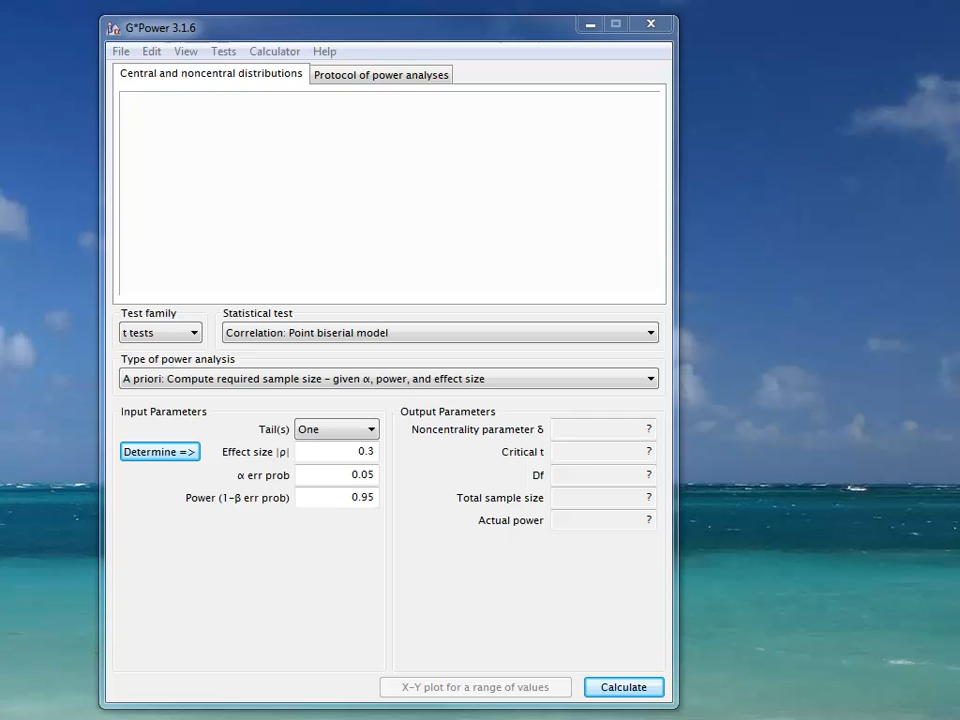 G*Power 3.1.6
File Edit View Tests Calculator Help
Central and noncentral distributions Protocol of power analyses
Test family Statistical test
t tests Correlation: Point biserial model
Type of power analysis
A priori: Compute required sample size - given α, power, and effect size
Input Parameters Output Parameters
Tail(s) One Noncentrality parameter δ ?
Determine => Effect size |ρ| 0.3 Critical t ?
α err prob 0.05 Df ?
Power (1-β err prob) 0.95 Total sample size ?
Actual power ?
X-Y plot for a range of values Calculate